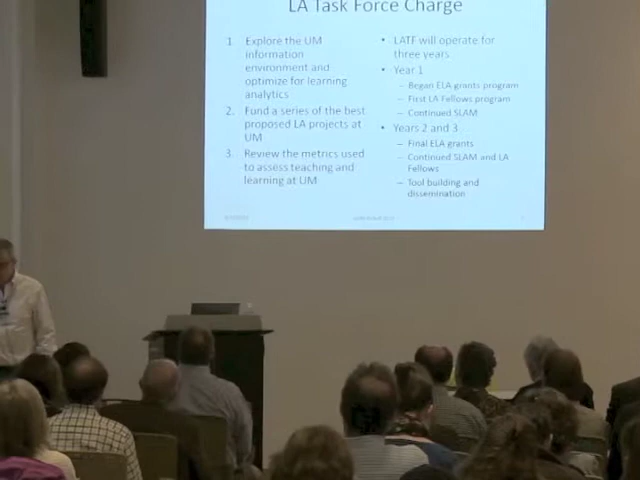 LA Task Force Charge
1. Explore the UM
information
environment and
optimize for learning
analytics
2. Fund a series of the best
proposed LA projects at
UM
3. Review the metrics used
to assess teaching and
learning at UM
• LATF will operate for
three years
• Year 1
– Began ELA grants program
– First LA Fellows program
– Continued SLAM
• Years 2 and 3
– Final ELA grants
– Continued SLAM and LA
Fellows
– Tool building and
dissemination